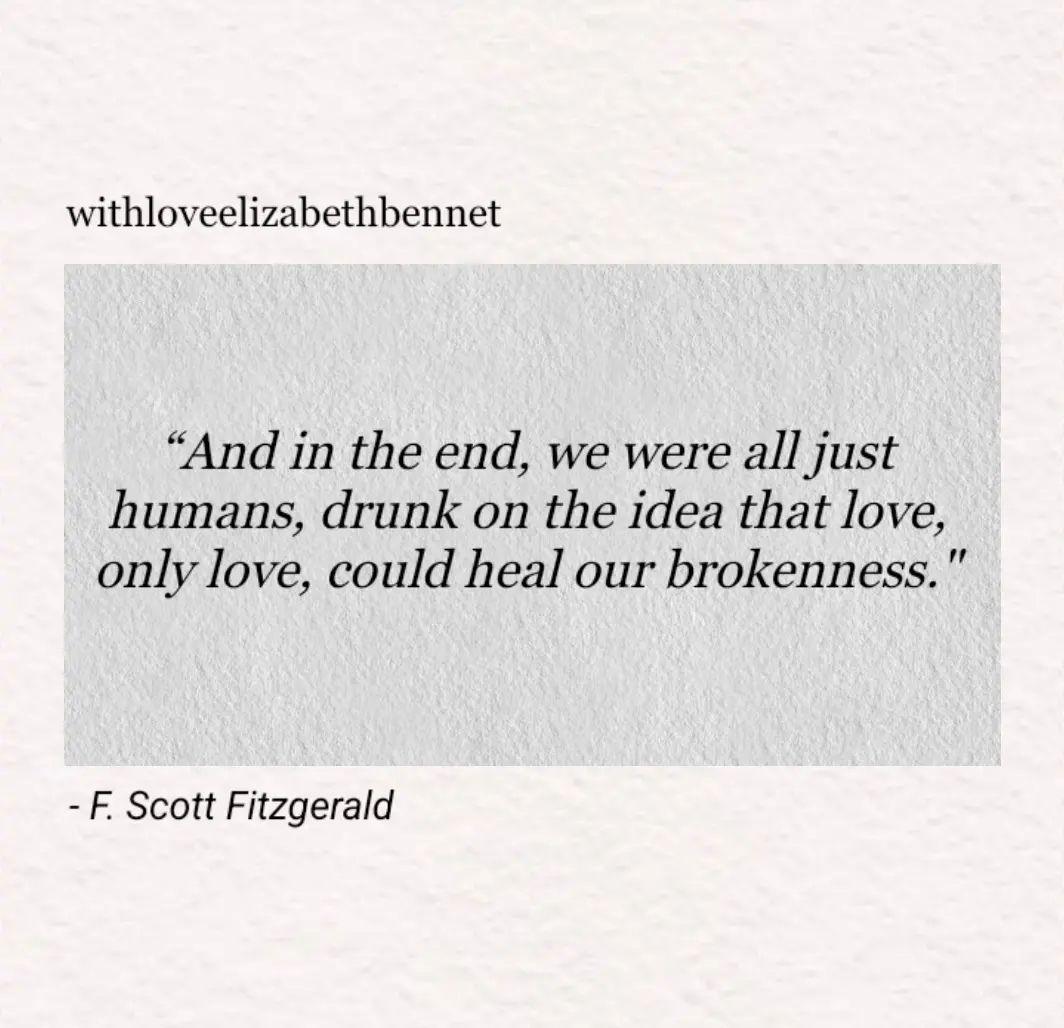 withloveelizabethbennet
“And in the end, we were all just
humans, drunk on the idea that love,
only love, could heal our brokenness."
- F. Scott Fitzgerald